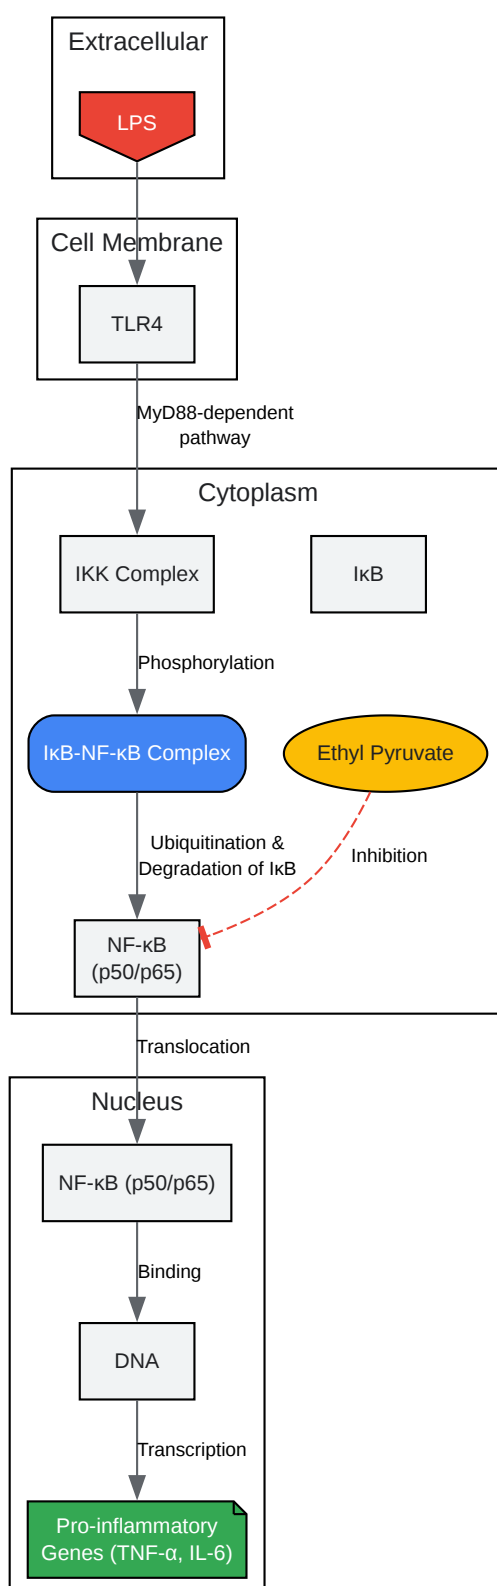 Extracellular
LPS
Cell Membrane
TLR4
MyD88-dependent
pathway
Cytoplasm
IKK Complex
IκB
Phosphorylation
IκB-NF-κB Complex
Ethyl Pyruvate
Ubiquitination &
Degradation of IκB
Inhibition
NF-κB
(p50/p65)
Translocation
Nucleus
NF-κB (p50/p65)
Binding
DNA
Transcription
Pro-inflammatory
Genes (TNF-α, IL-6)